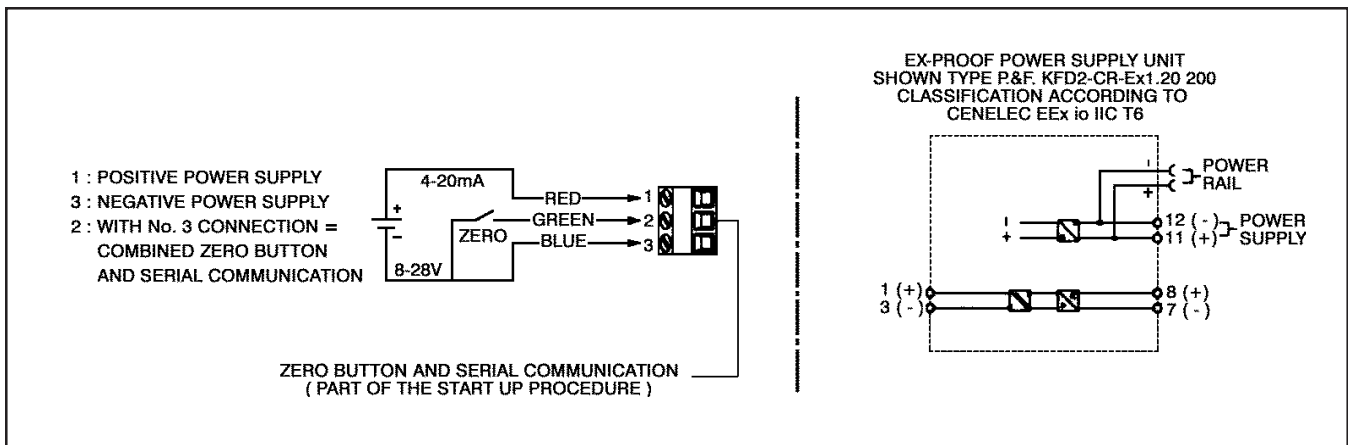 1 : POSITIVE POWER SUPPLY
3 : NEGATIVE POWER SUPPLY
2 : WITH No. 3 CONNECTION =
COMBINED ZERO BUTTON
AND SERIAL COMMUNICATION
4-20mA
+
-
8-28V
ZERO
RED
GREEN
BLUE
1
2
3
ZERO BUTTON AND SERIAL COMMUNICATION
( PART OF THE START UP PROCEDURE )
EX-PROOF POWER SUPPLY UNIT
SHOWN TYPE P.&F. KFD2-CR-Ex1.20 200
CLASSIFICATION ACCORDING TO
CENELEC EEx io IIC T6
-
+
POWER
RAIL
-
+
12 (-)
11 (+)
POWER
SUPPLY
1 (+)
3 (-)
8 (+)
7 (-)